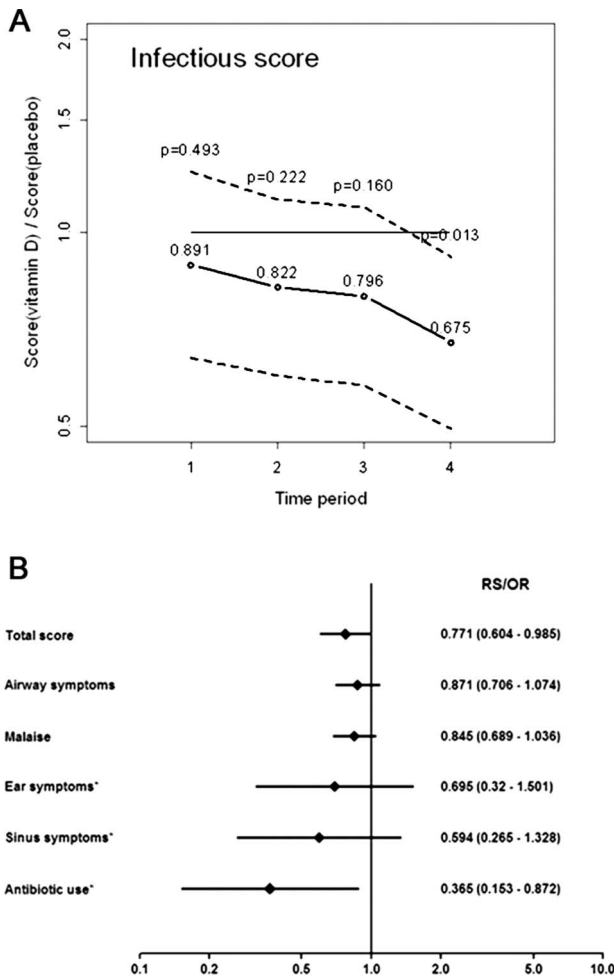 A
Infectious score
Score(vitamin D) / Score(placebo)
2.0
1.5
1.0
0.5
p=0.493
p=0.222
p=0.160
p=0.013
0.891
0.822
0.796
0.675
1 2 3 4
Time period
B
RS/OR
Total score 0.771 (0.604 - 0.985)
Airway symptoms 0.871 (0.706 - 1.074)
Malaise 0.845 (0.689 - 1.036)
Ear symptoms* 0.695 (0.32 - 1.501)
Sinus symptoms* 0.594 (0.265 - 1.328)
Antibiotic use* 0.365 (0.153 - 0.872)
0.1 0.2 0.5 1.0 2.0 5.0 10.0